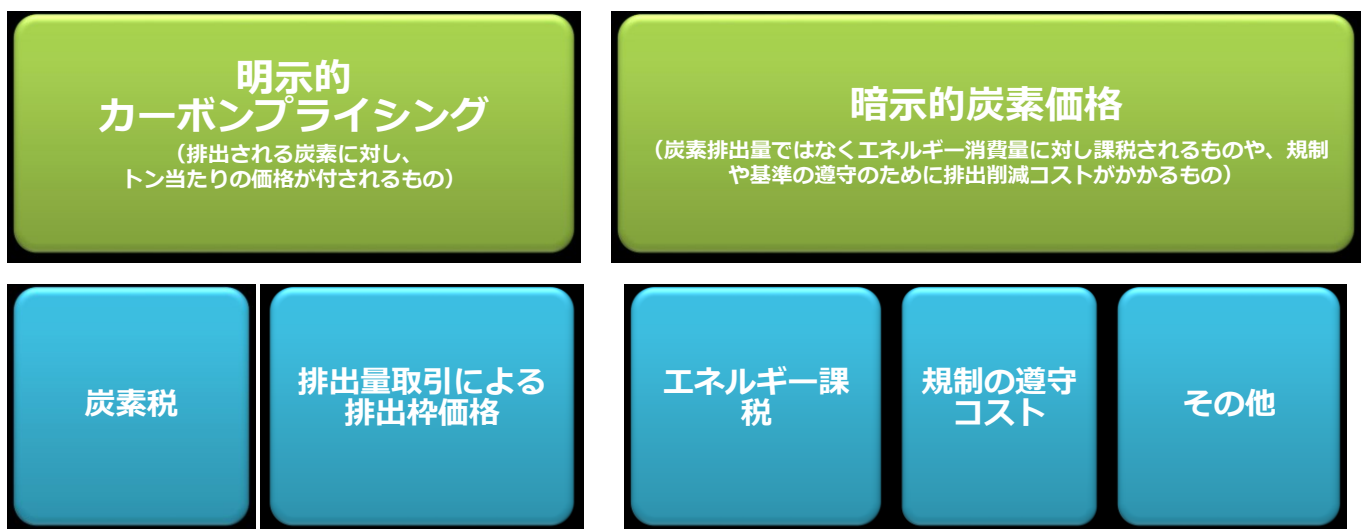 明示的
カーボンプライシング
（排出される炭素に対し、
トン当たりの価格が付されるもの）
暗示的炭素価格
（炭素排出量ではなくエネルギー消費量に対し課税されるものや、規制
や基準の遵守のために排出削減コストがかかるもの）
炭素税
排出量取引による
排出枠価格
エネルギー課
税
規制の遵守
コスト
その他